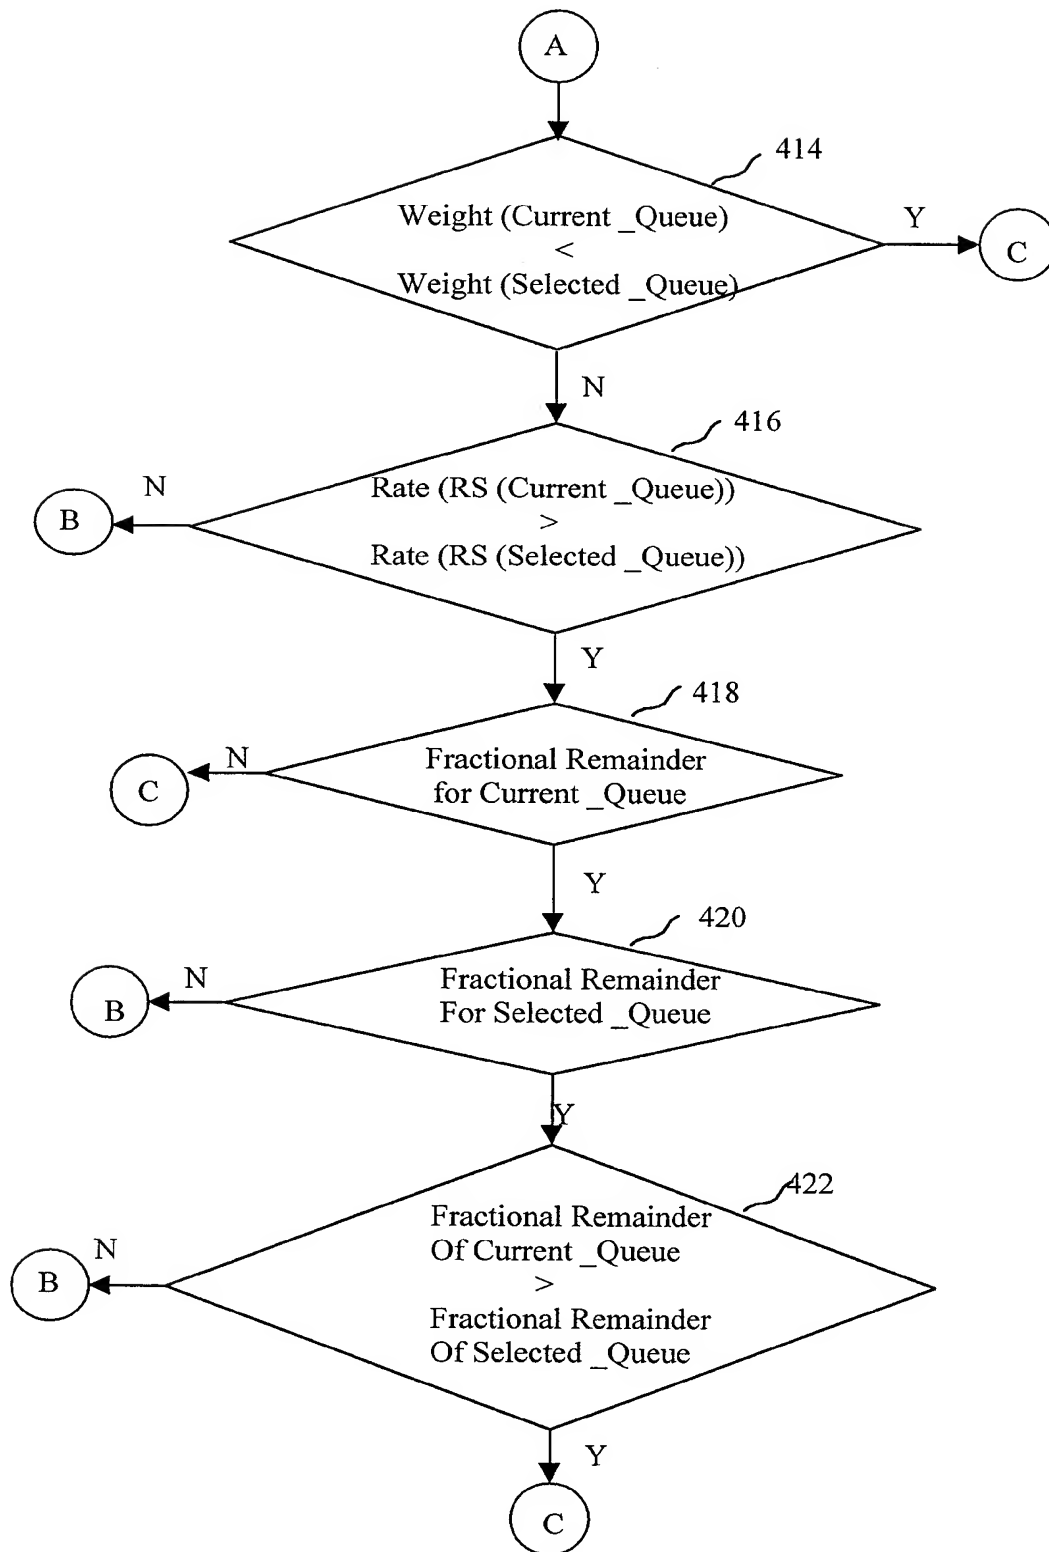 A
414
Weight (Current _Queue)
<
Weight (Selected _Queue)
Y
C
N
416
Rate (RS (Current _Queue))
>
Rate (RS (Selected _Queue))
N
B
Y
418
Fractional Remainder
for Current _Queue
N
C
Y
420
Fractional Remainder
For Selected _Queue
N
B
Y
422
Fractional Remainder
Of Current _Queue
>
Fractional Remainder
Of Selected _Queue
N
B
Y
C